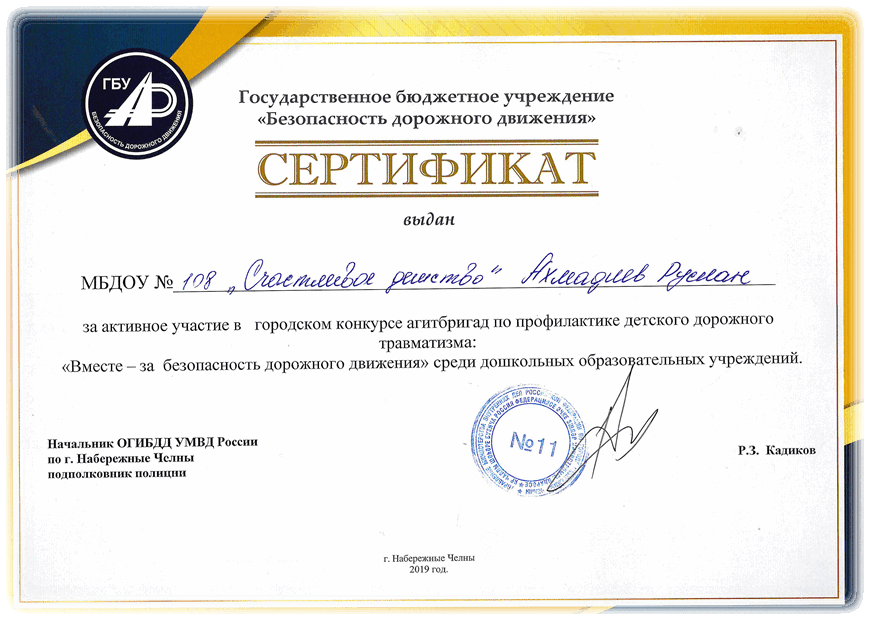 ГБУ
БЕЗОПАСНОСТЬ ДОРОЖНОГО ДВИЖЕНИЯ
Государственное бюджетное учреждение
«Безопасность дорожного движения»
СЕРТИФИКАТ
выдан
МБДОУ № 108 „Счастливое детство" Ахмадиев Руслан
за активное участие в городском конкурсе агитбригад по профилактике детского дорожного
травматизма:
«Вместе – за безопасность дорожного движения» среди дошкольных образовательных учреждений.
№11
Начальник ОГИБДД УМВД России
по г. Набережные Челны
подполковник полиции
Р.З. Кадиков
г. Набережные Челны
2019 год.